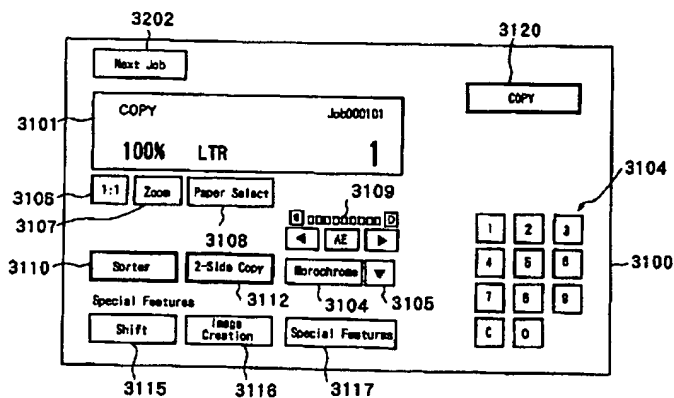 3202
3120
Next Job
COPY
3101
COPY Job000101
100% LTR 1
3106 1:1 Zoom Paper Select
3109
3104
3107
3108
D
AE
1 2 3
3110 Sorter 2-Side Copy
3112
Monochrome
3104
3105
4 5 6
3100
Special Features
7 8 9
Shift Image Creation Special Features
C 0
3115 3116 3117